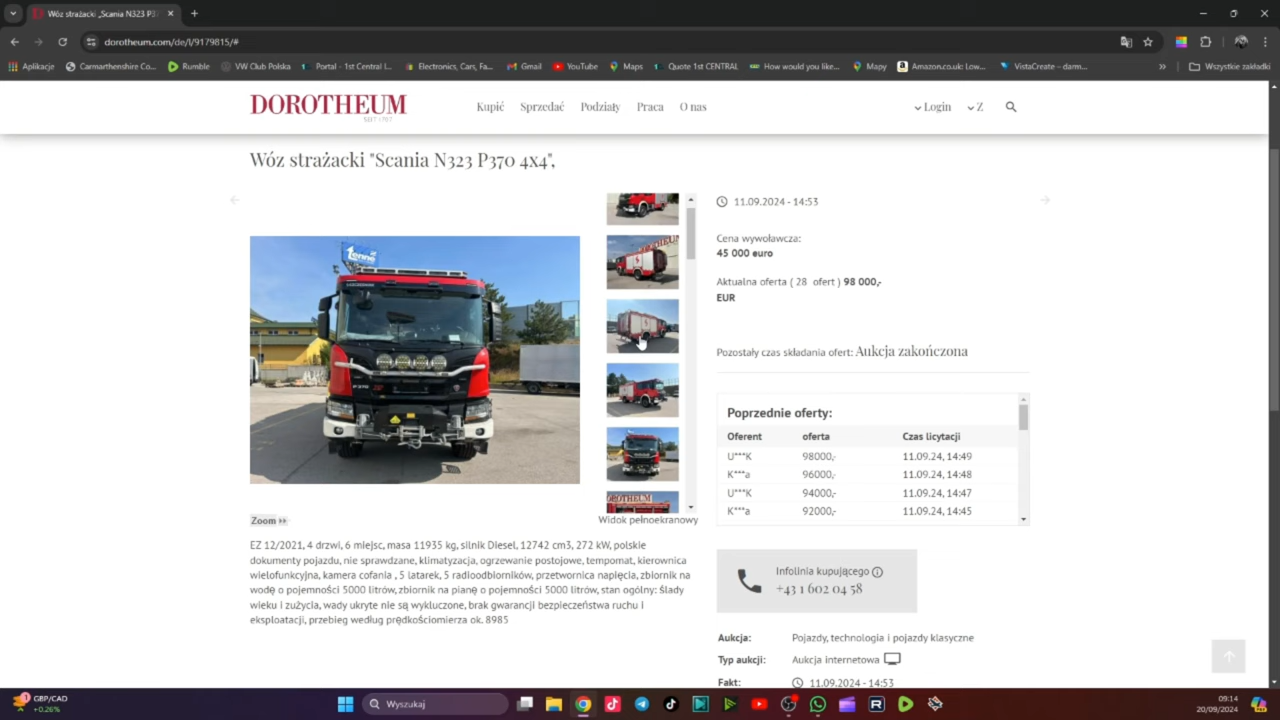 Wóz strażacki „Scania N323 P37
dorotheum.com/de/l/9179815/#
Aplikacje
Carmarthenshire Co...
Rumble
VW Club Polska
Portal - 1st Central I...
Electronics, Cars, Fa...
Gmail
YouTube
Maps
Quote 1st CENTRAL
How would you like...
Mapy
Amazon.co.uk: Low...
VistaCreate – darm...
»
Wszystkie zakładki
DOROTHEUM
SEIT 1707
Kupić
Sprzedać
Podziały
Praca
O nas
Login
Z
Wóz strażacki "Scania N323 P370 4x4",
11.09.2024 - 14:53
Cena wywoławcza:
45 000 euro
Aktualna oferta ( 28 ofert ) 98 000,-
EUR
Pozostały czas składania ofert: Aukcja zakończona
Poprzednie oferty:
Oferent oferta Czas licytacji
U***K 98000,- 11.09.24, 14:49
K***a 96000,- 11.09.24, 14:48
U***K 94000,- 11.09.24, 14:47
K***a 92000,- 11.09.24, 14:45
Zoom
Widok pełnoekranowy
EZ 12/2021, 4 drzwi, 6 miejsc, masa 11935 kg, silnik Diesel, 12742 cm3, 272 kW, polskie
dokumenty pojazdu, nie sprawdzane, klimatyzacja, ogrzewanie postojowe, tempomat, kierownica
wielofunkcyjna, kamera cofania , 5 latarek, 5 radioodbiorników, przetwornica napięcia, zbiornik na
wodę o pojemności 5000 litrów, zbiornik na pianę o pojemności 5000 litrów, stan ogólny: ślady
wieku i zużycia, wady ukryte nie są wykluczone, brak gwarancji bezpieczeństwa ruchu i
eksploatacji, przebieg według prędkościomierza ok. 8985
Infolinia kupującego
+43 1 602 04 58
Aukcja: Pojazdy, technologia i pojazdy klasyczne
Typ aukcji: Aukcja internetowa
Fakt: 11.09.2024 - 14:53
GBP/CAD
+0.26%
Wyszukaj
09:14
20/09/2024